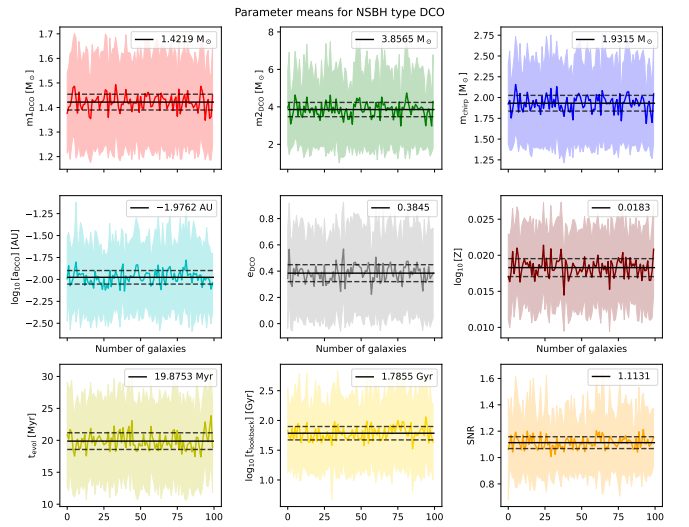 Parameter means for NSBH type DCO
1.4219 M⊙
3.8565 M⊙
1.9315 M⊙
m1DCO [M⊙]
1.7
1.6
1.5
1.4
1.3
1.2
m2DCO [M⊙]
8
6
4
2
mchirp [M⊙]
2.75
2.50
2.25
2.00
1.75
1.50
1.25
−1.9762 AU
0.3845
0.0183
log10 [aDCO] [AU]
−1.25
−1.50
−1.75
−2.00
−2.25
−2.50
eDCO
0.8
0.6
0.4
0.2
0.0
log10 [Z]
0.025
0.020
0.015
0.010
Number of galaxies
Number of galaxies
Number of galaxies
19.8753 Myr
1.7855 Gyr
1.1131
tevol [Myr]
30
25
20
15
10
log10 [tlookback] [Gyr]
2.5
2.0
1.5
1.0
SNR
1.6
1.4
1.2
1.0
0.8
0 25 50 75 100
0 25 50 75 100
0 25 50 75 100